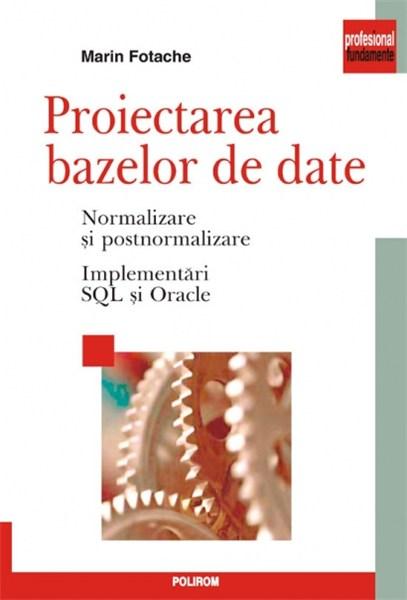 Marin Fotache
profesional
fundamente
Proiectarea
bazelor de date
Normalizare
și postnormalizare
Implementări
SQL și Oracle
POLIROM